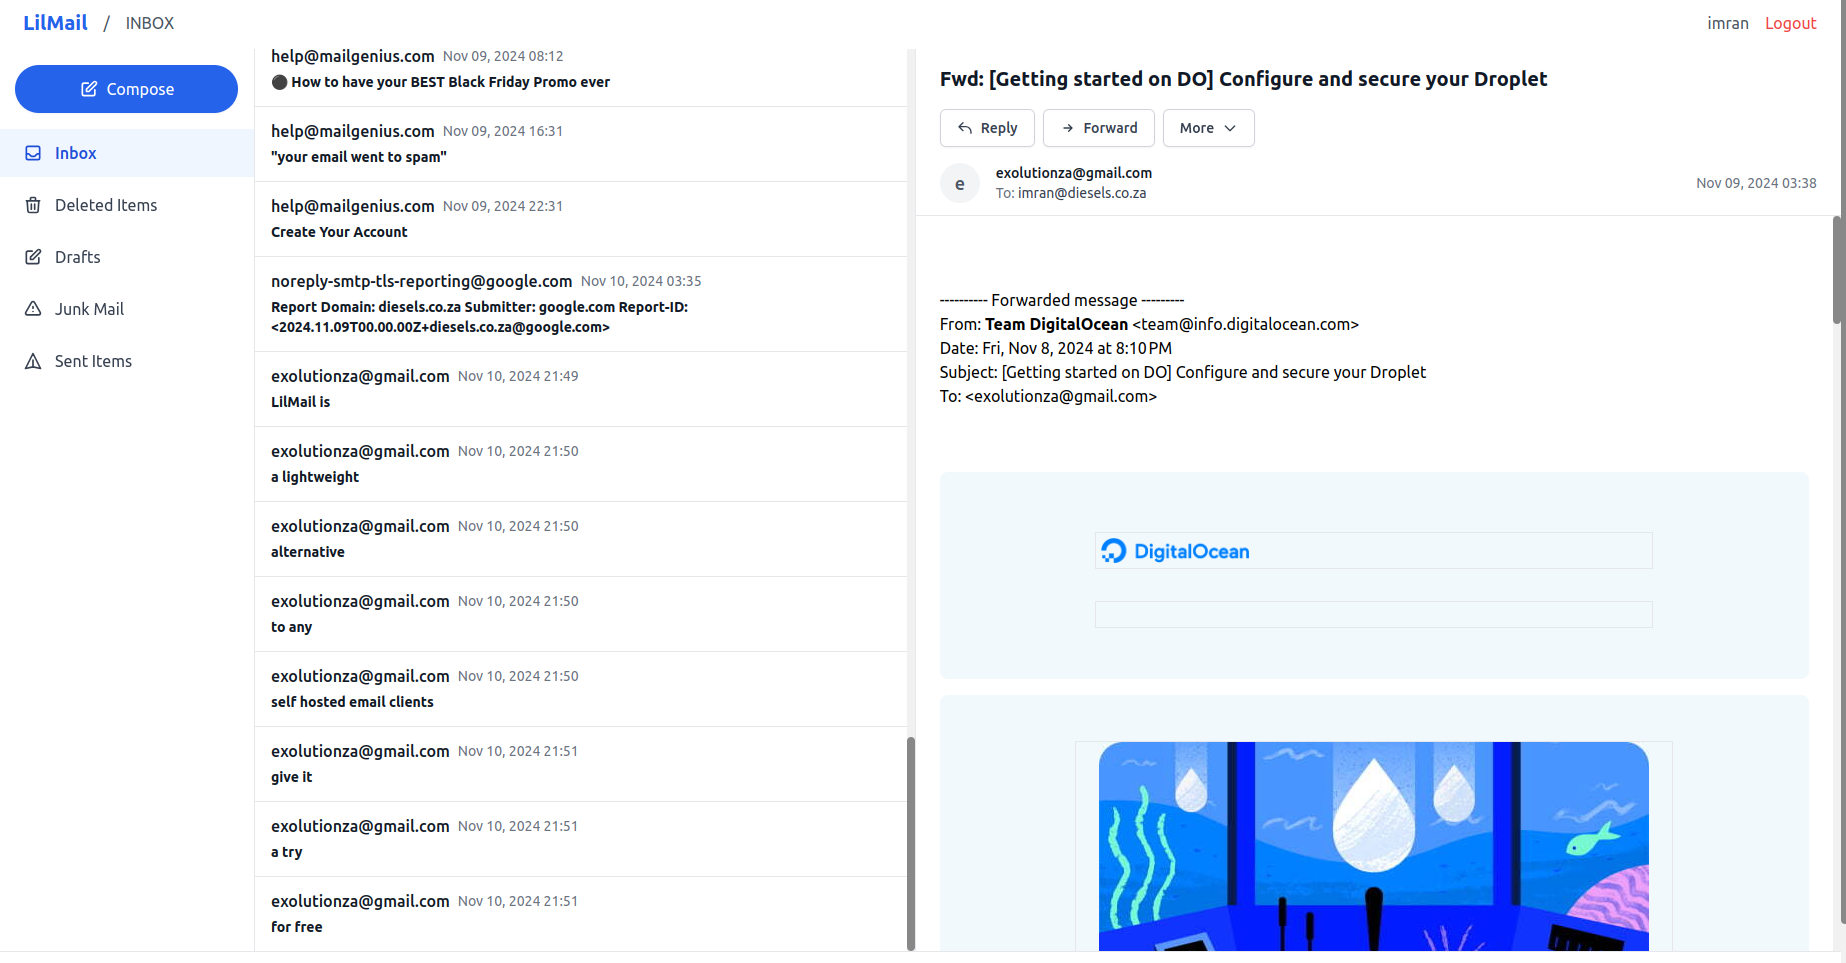 LilMail / INBOX
imran Logout
Compose
Inbox
Deleted Items
Drafts
Junk Mail
Sent Items
help@mailgenius.com Nov 09, 2024 08:12
⚫ How to have your BEST Black Friday Promo ever
help@mailgenius.com Nov 09, 2024 16:31
"your email went to spam"
help@mailgenius.com Nov 09, 2024 22:31
Create Your Account
noreply-smtp-tls-reporting@google.com Nov 10, 2024 03:35
Report Domain: diesels.co.za Submitter: google.com Report-ID:
<2024.11.09T00.00.00Z+diesels.co.za@google.com>
exolutionza@gmail.com Nov 10, 2024 21:49
LilMail is
exolutionza@gmail.com Nov 10, 2024 21:50
a lightweight
exolutionza@gmail.com Nov 10, 2024 21:50
alternative
exolutionza@gmail.com Nov 10, 2024 21:50
to any
exolutionza@gmail.com Nov 10, 2024 21:50
self hosted email clients
exolutionza@gmail.com Nov 10, 2024 21:51
give it
exolutionza@gmail.com Nov 10, 2024 21:51
a try
exolutionza@gmail.com Nov 10, 2024 21:51
for free
Fwd: [Getting started on DO] Configure and secure your Droplet
Reply Forward More
e
exolutionza@gmail.com
To: imran@diesels.co.za
Nov 09, 2024 03:38
---------- Forwarded message ---------
From: Team DigitalOcean <team@info.digitalocean.com>
Date: Fri, Nov 8, 2024 at 8:10 PM
Subject: [Getting started on DO] Configure and secure your Droplet
To: <exolutionza@gmail.com>
DigitalOcean